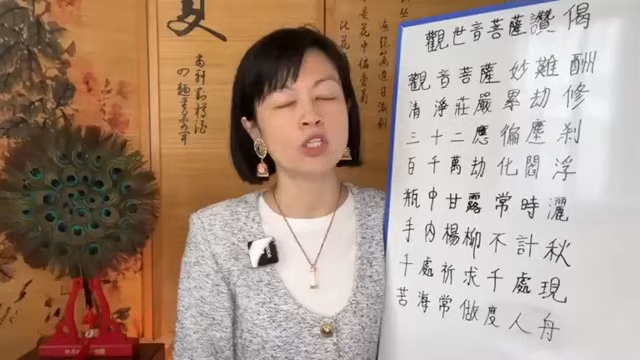 觀世音菩薩讚偈
觀音菩薩妙難酬
清淨莊嚴累劫修
三十二應徧塵刹
百千萬劫化閻浮
瓶中甘露常時灑
手內楊柳不計秋
千處祈求千處現
苦海常做度人舟